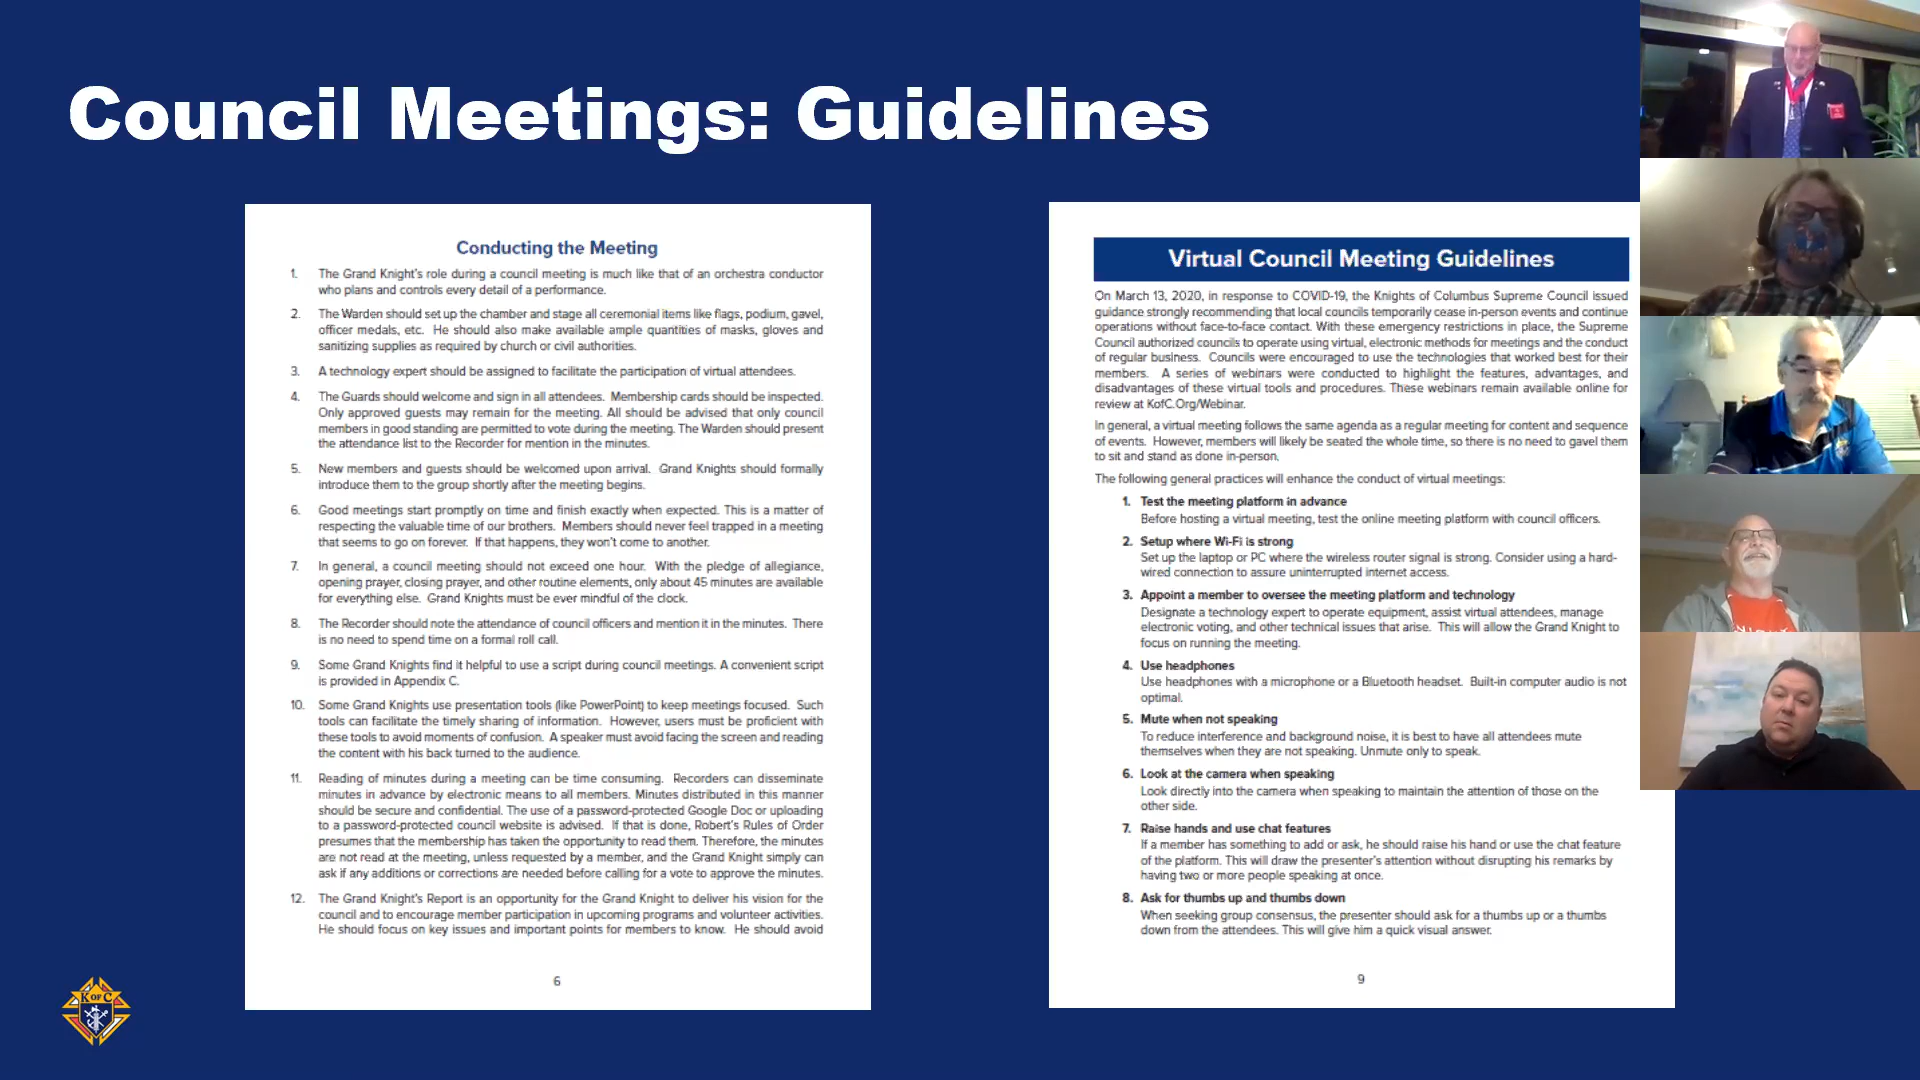 Council Meetings: Guidelines
Conducting the Meeting
1. The Grand Knight's role during a council meeting is much like that of an orchestra conductor
who plans and controls every detail of a performance.
2. The Warden should set up the chamber and stage all ceremonial items like flags, podium, gavel,
officer medals, etc. He should also make available ample quantities of masks, gloves and
sanitizing supplies as required by church or civil authorities.
3. A technology expert should be assigned to facilitate the participation of virtual attendees.
4. The Guards should welcome and sign in all attendees. Membership cards should be inspected.
Only approved guests may remain for the meeting. All should be advised that only council
members in good standing are permitted to vote during the meeting. The Warden should present
the attendance list to the Recorder for mention in the minutes.
5. New members and guests should be welcomed upon arrival. Grand Knights should formally
introduce them to the group shortly after the meeting begins.
6. Good meetings start promptly on time and finish exactly when expected. This is a matter of
respecting the valuable time of our brothers. Members should never feel trapped in a meeting
that seems to go on forever. If that happens, they won't come to another.
7. In general, a council meeting should not exceed one hour. With the pledge of allegiance,
opening prayer, closing prayer, and other routine elements, only about 45 minutes are available
for everything else. Grand Knights must be ever mindful of the clock.
8. The Recorder should note the attendance of council officers and mention it in the minutes. There
is no need to spend time on a formal roll call.
9. Some Grand Knights find it helpful to use a script during council meetings. A convenient script
is provided in Appendix C.
10. Some Grand Knights use presentation tools (like PowerPoint) to keep meetings focused. Such
tools can facilitate the timely sharing of information. However, users must be proficient with
these tools to avoid moments of confusion. A speaker must avoid facing the screen and reading
the content with his back turned to the audience.
11. Reading of minutes during a meeting can be time consuming. Recorders can disseminate
minutes in advance by electronic means to all members. Minutes distributed in this manner
should be secure and confidential. The use of a password-protected Google Doc or uploading
to a password-protected council website is advised. If that is done, Robert's Rules of Order
presumes that the membership has taken the opportunity to read them. Therefore, the minutes
are not read at the meeting, unless requested by a member, and the Grand Knight simply can
ask if any additions or corrections are needed before calling for a vote to approve the minutes.
12. The Grand Knight's Report is an opportunity for the Grand Knight to deliver his vision for the
council and to encourage member participation in upcoming programs and volunteer activities.
He should focus on key issues and important points for members to know. He should avoid
6
Virtual Council Meeting Guidelines
On March 13, 2020, in response to COVID-19, the Knights of Columbus Supreme Council issued
guidance strongly recommending that local councils temporarily cease in-person events and continue
operations without face-to-face contact. With these emergency restrictions in place, the Supreme
Council authorized councils to operate using virtual, electronic methods for meetings and the conduct
of regular business. Councils were encouraged to use the technologies that worked best for their
members. A series of webinars were conducted to highlight the features, advantages, and
disadvantages of these virtual tools and procedures. These webinars remain available online for
review at KofC.Org/Webinar.
In general, a virtual meeting follows the same agenda as a regular meeting for content and sequence
of events. However, members will likely be seated the whole time, so there is no need to gavel them
to sit and stand as done in-person.
The following general practices will enhance the conduct of virtual meetings:
1. Test the meeting platform in advance
Before hosting a virtual meeting, test the online meeting platform with council officers.
2. Setup where Wi-Fi is strong
Set up the laptop or PC where the wireless router signal is strong. Consider using a hard-
wired connection to assure uninterrupted internet access.
3. Appoint a member to oversee the meeting platform and technology
Designate a technology expert to operate equipment, assist virtual attendees, manage
electronic voting, and other technical issues that arise. This will allow the Grand Knight to
focus on running the meeting.
4. Use headphones
Use headphones with a microphone or a Bluetooth headset. Built-in computer audio is not
optimal.
5. Mute when not speaking
To reduce interference and background noise, it is best to have all attendees mute
themselves when they are not speaking. Unmute only to speak.
6. Look at the camera when speaking
Look directly into the camera when speaking to maintain the attention of those on the
other side.
7. Raise hands and use chat features
If a member has something to add or ask, he should raise his hand or use the chat feature
of the platform. This will draw the presenter's attention without disrupting his remarks by
having two or more people speaking at once.
8. Ask for thumbs up and thumbs down
When seeking group consensus, the presenter should ask for a thumbs up or a thumbs
down from the attendees. This will give him a quick visual answer.
9
K OF C